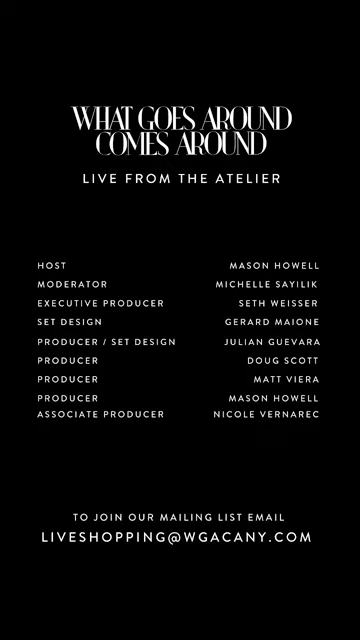 WHAT GOES AROUND
COMES AROUND
LIVE FROM THE ATELIER
HOST MASON HOWELL
MODERATOR MICHELLE SAYILIK
EXECUTIVE PRODUCER SETH WEISSER
SET DESIGN GERARD MAIONE
PRODUCER / SET DESIGN JULIAN GUEVARA
PRODUCER DOUG SCOTT
PRODUCER MATT VIERA
PRODUCER MASON HOWELL
ASSOCIATE PRODUCER NICOLE VERNAREC
TO JOIN OUR MAILING LIST EMAIL
LIVESHOPPING@WGACANY.COM